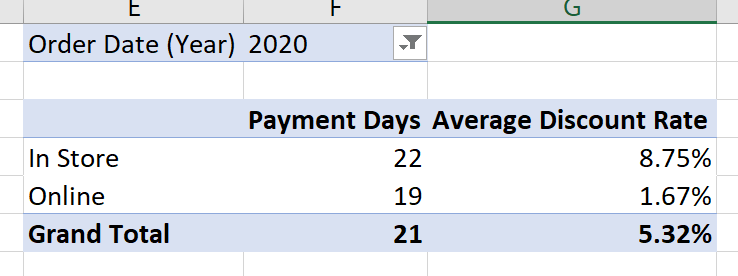 E F G
Order Date (Year) 2020
Payment Days Average Discount Rate
In Store 22 8.75%
Online 19 1.67%
Grand Total 21 5.32%